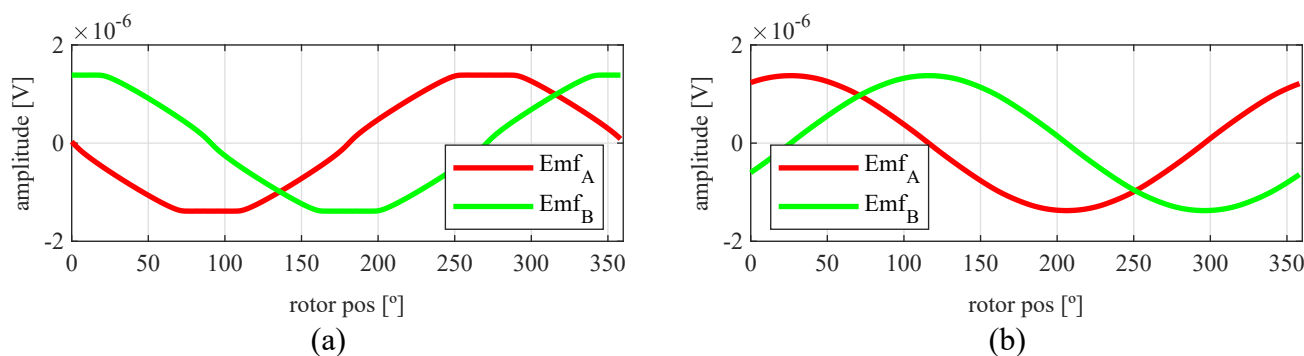 ×10⁻⁶
2
0
-2
amplitude [V]
Emf_A
Emf_B
0 50 100 150 200 250 300 350
rotor pos [º]
(a)
×10⁻⁶
2
0
-2
amplitude [V]
Emf_A
Emf_B
0 50 100 150 200 250 300 350
rotor pos [º]
(b)